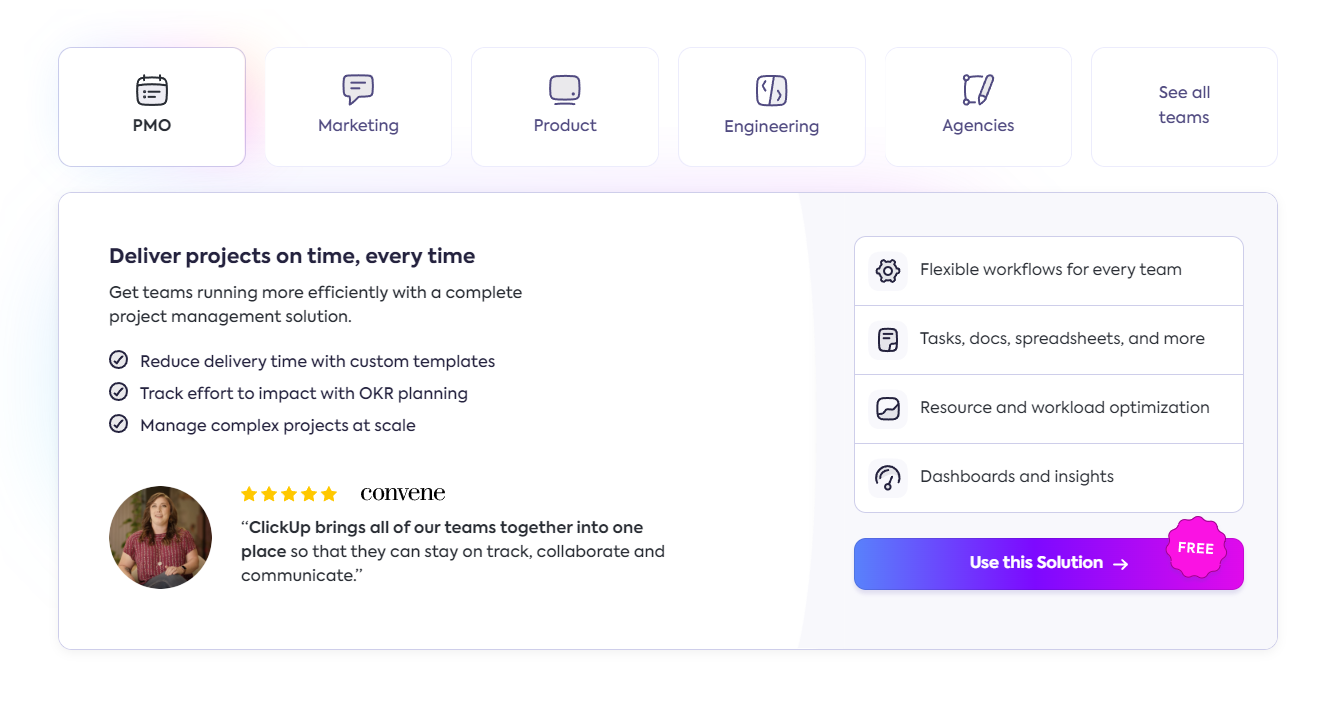 PMO
Marketing
Product
Engineering
Agencies
See all
teams
Deliver projects on time, every time
Get teams running more efficiently with a complete
project management solution.
Reduce delivery time with custom templates
Track effort to impact with OKR planning
Manage complex projects at scale
convene
“ClickUp brings all of our teams together into one
place so that they can stay on track, collaborate and
communicate.”
Flexible workflows for every team
Tasks, docs, spreadsheets, and more
Resource and workload optimization
Dashboards and insights
FREE
Use this Solution →